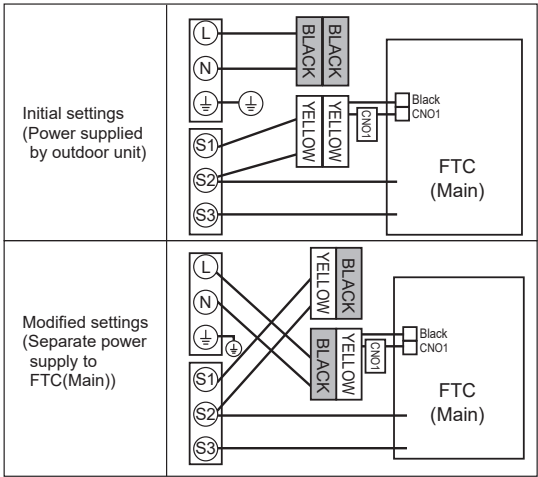 Initial settings
(Power supplied
by outdoor unit)
L
N
S1
S2
S3
BLACK
BLACK
YELLOW
YELLOW
CNO1
Black
CNO1
FTC
(Main)
Modified settings
(Separate power
supply to
FTC(Main))
L
N
S1
S2
S3
YELLOW
BLACK
BLACK
YELLOW
CNO1
Black
CNO1
FTC
(Main)